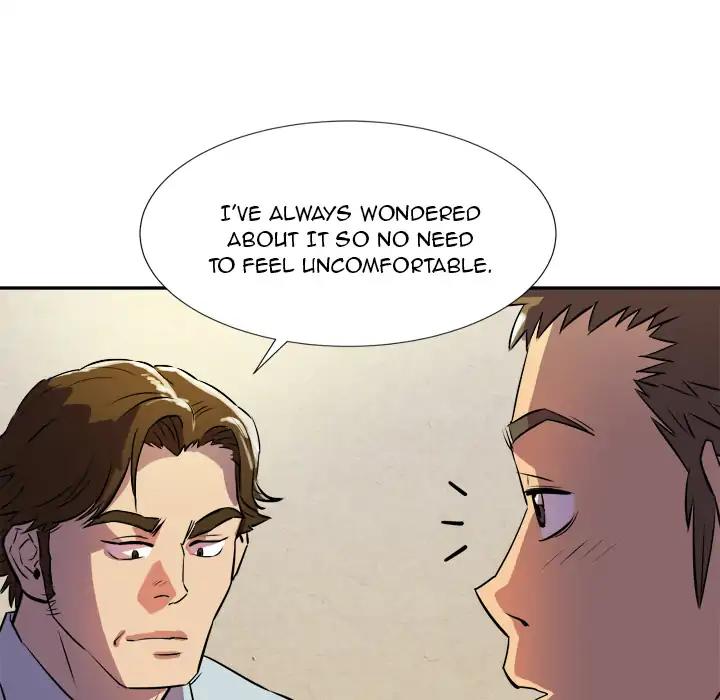 I'VE ALWAYS WONDERED
ABOUT IT SO NO NEED
TO FEEL UNCOMFORTABLE.